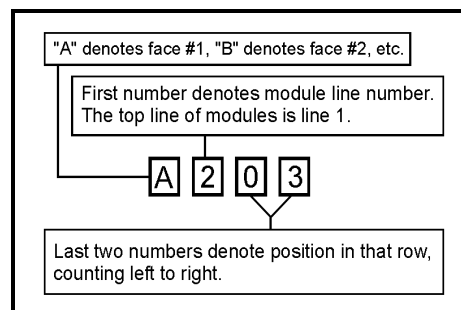 "A" denotes face #1, "B" denotes face #2, etc.
First number denotes module line number.
The top line of modules is line 1.
A 2 0 3
Last two numbers denote position in that row,
counting left to right.